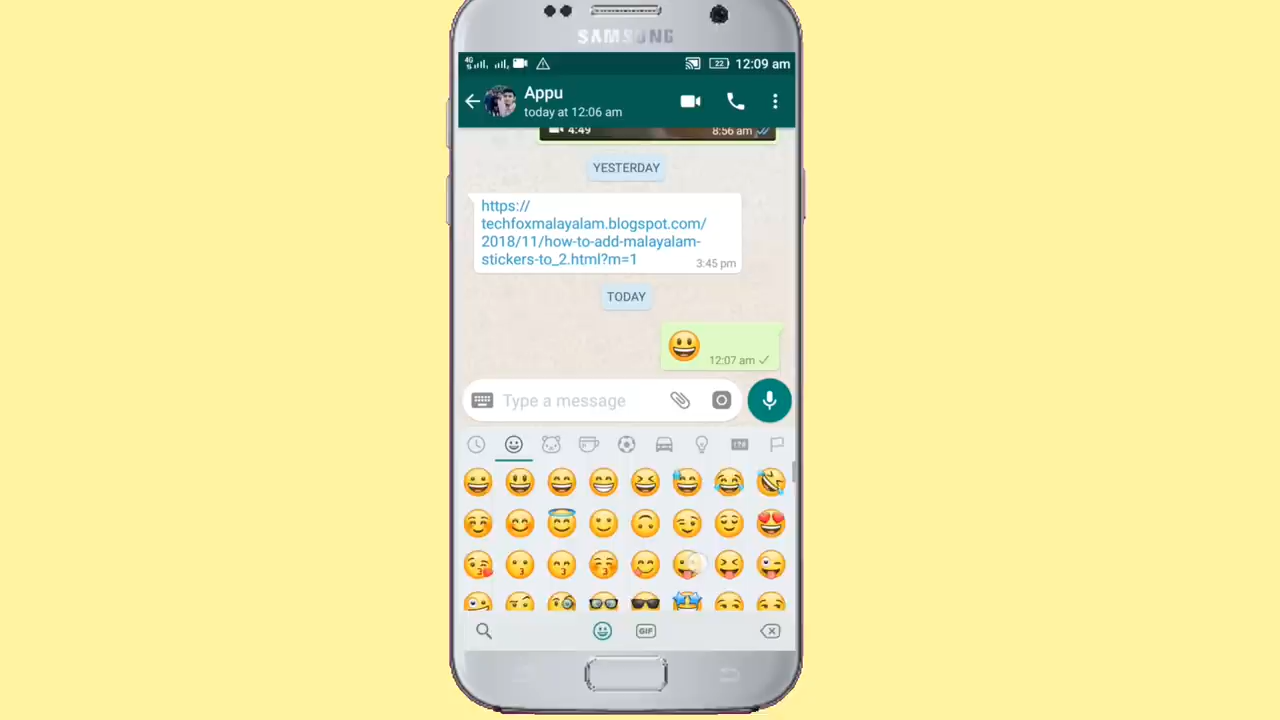 SAMSUNG
4G 22 12:09 am
Appu
today at 12:06 am
4:49 8:56 am
YESTERDAY
https://
techfoxmalayalam.blogspot.com/
2018/11/how-to-add-malayalam-
stickers-to_2.html?m=1
3:45 pm
TODAY
12:07 am
Type a message
GIF